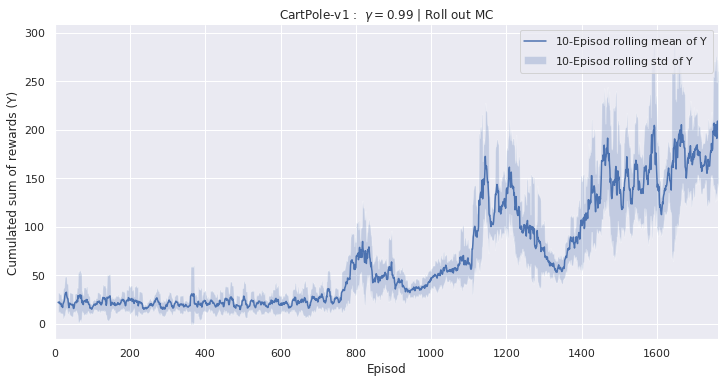 CartPole-v1 : γ = 0.99 | Roll out MC
10-Episod rolling mean of Y
10-Episod rolling std of Y
Cumulated sum of rewards (Y)
300
250
200
150
100
50
0
0 200 400 600 800 1000 1200 1400 1600
Episod